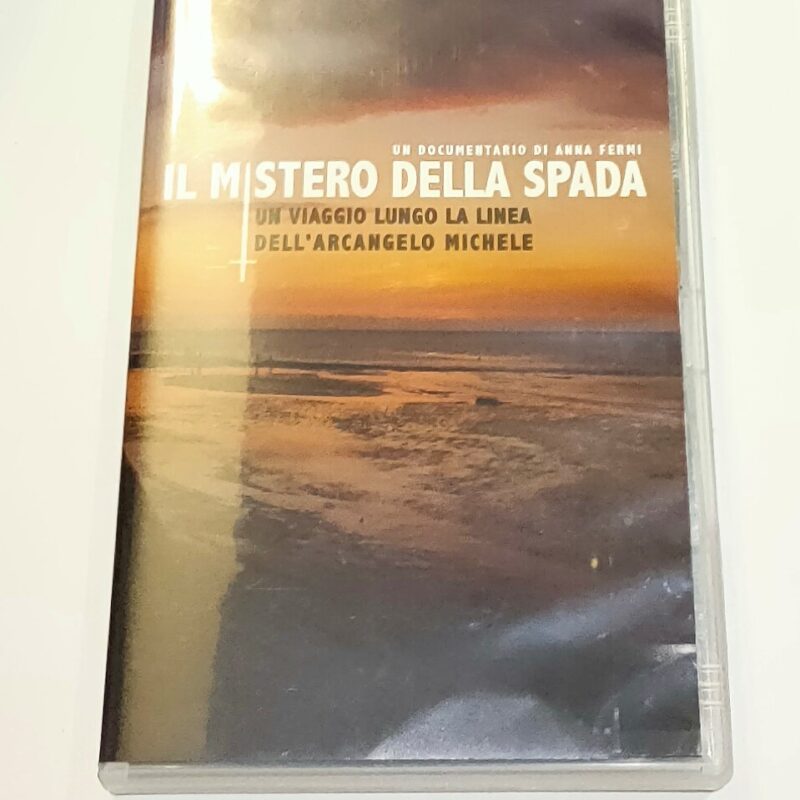 UN DOCUMENTARIO DI ANNA FERMI
IL MISTERO DELLA SPADA
UN VIAGGIO LUNGO LA LINEA
DELL'ARCANGELO MICHELE